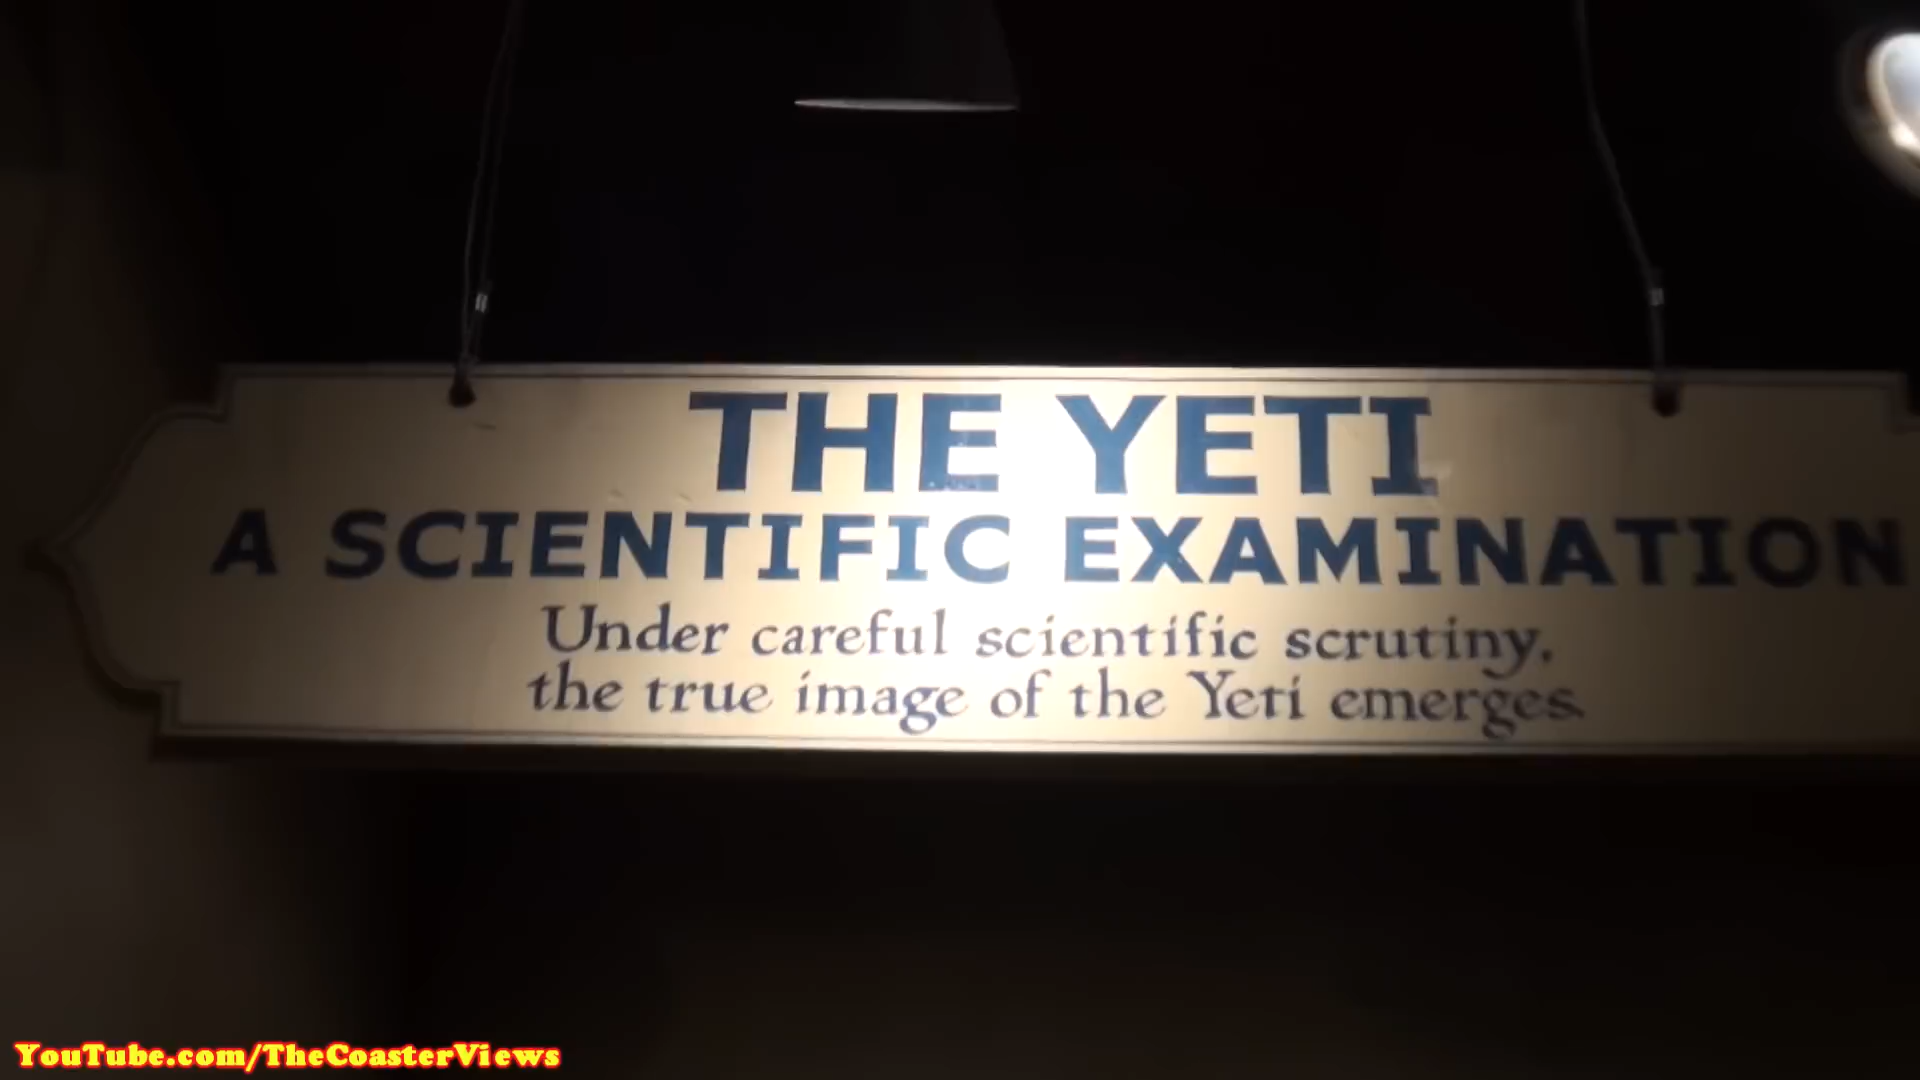 THE YETI
A SCIENTIFIC EXAMINATION
Under careful scientific scrutiny,
the true image of the Yeti emerges.
YouTube.com/TheCoasterViews